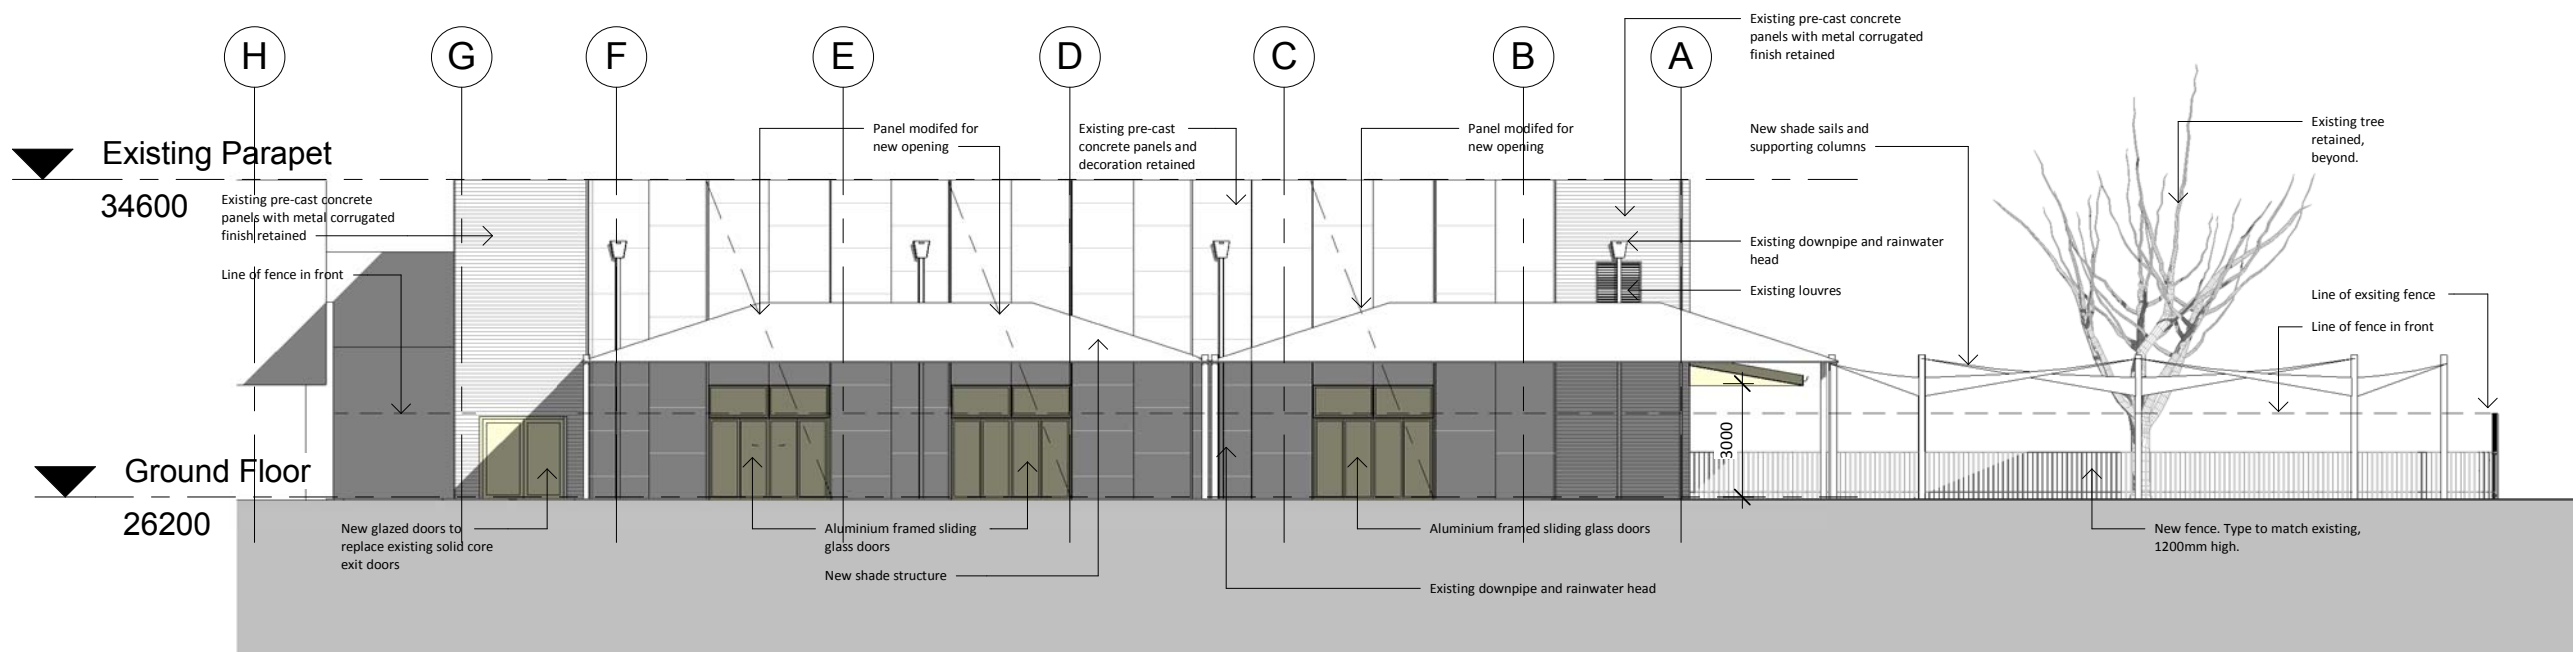 H
G
F
E
D
C
B
A
Existing pre-cast concrete
panels with metal corrugated
finish retained
Panel modifed for
new opening
Existing pre-cast
concrete panels and
decoration retained
Panel modifed for
new opening
New shade sails and
supporting columns
Existing tree
retained,
beyond.
Existing Parapet
34600
Existing pre-cast concrete
panels with metal corrugated
finish retained
Line of fence in front
Existing downpipe and rainwater
head
Existing louvres
Line of exsiting fence
Line of fence in front
3000
Ground Floor
26200
New glazed doors to
replace existing solid core
exit doors
Aluminium framed sliding
glass doors
New shade structure
Aluminium framed sliding glass doors
Existing downpipe and rainwater head
New fence. Type to match existing,
1200mm high.